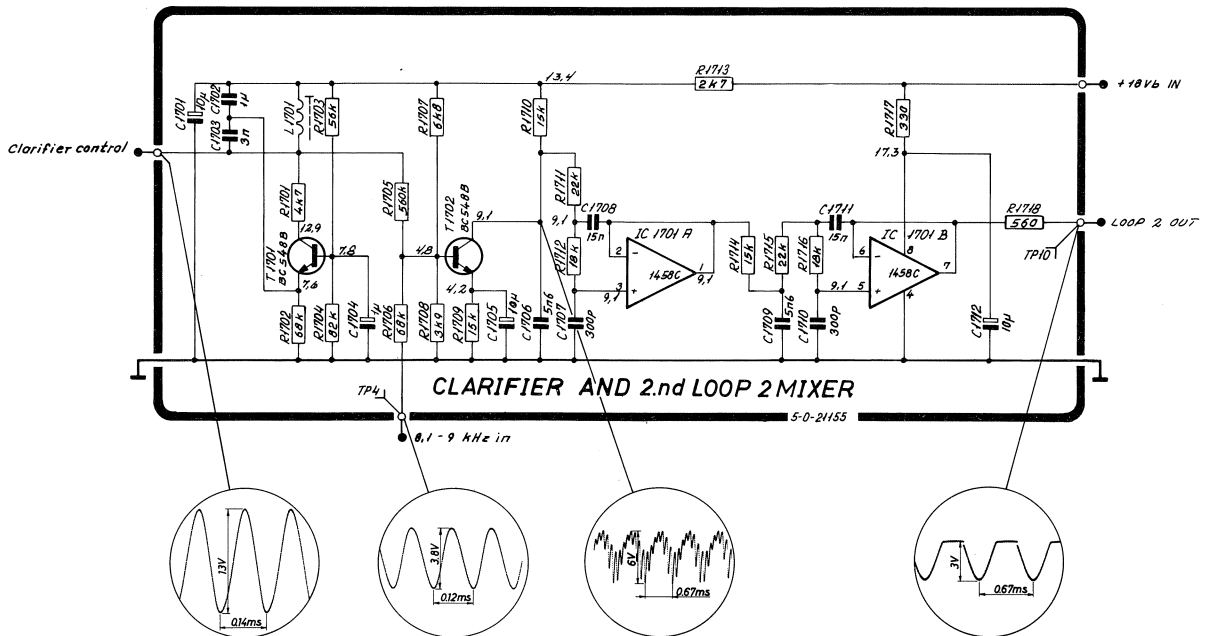 R1713
2k7
13,4
+18Vb IN
C1701
10µ
C1702
1µ
C1703
3n
L1701
R1703
56k
R1707
6k8
R1710
15k
R1717
330
17,3
Clarifier control
R1701
4k7
12,9
R1705
560k
T1702
BC 548B
9,1
R1711
22k
C1708
15n
9,1
C1711
15n
R1718
560
LOOP 2 OUT
TP10
T1701
BC 548B
7,8
7,6
4,8
4,2
R1712
18k
IC 1701 A
2
3
1
1458C
9,1
9,1
R1714
15k
R1715
22k
R1716
18k
IC 1701 B
6
5
7
8
4
1458C
9,1
R1702
68k
R1704
82k
C1704
1µ
R1706
68k
R1708
3k9
R1709
15k
C1705
10µ
C1706
5n6
C1707
300p
C1709
5n6
C1710
300p
C1712
10µ
CLARIFIER AND 2.nd LOOP 2 MIXER
5-0-21155
TP4
8,1-9 kHz in
13V
0.14ms
3.8V
0.12ms
6V
0.67ms
3V
0.67ms